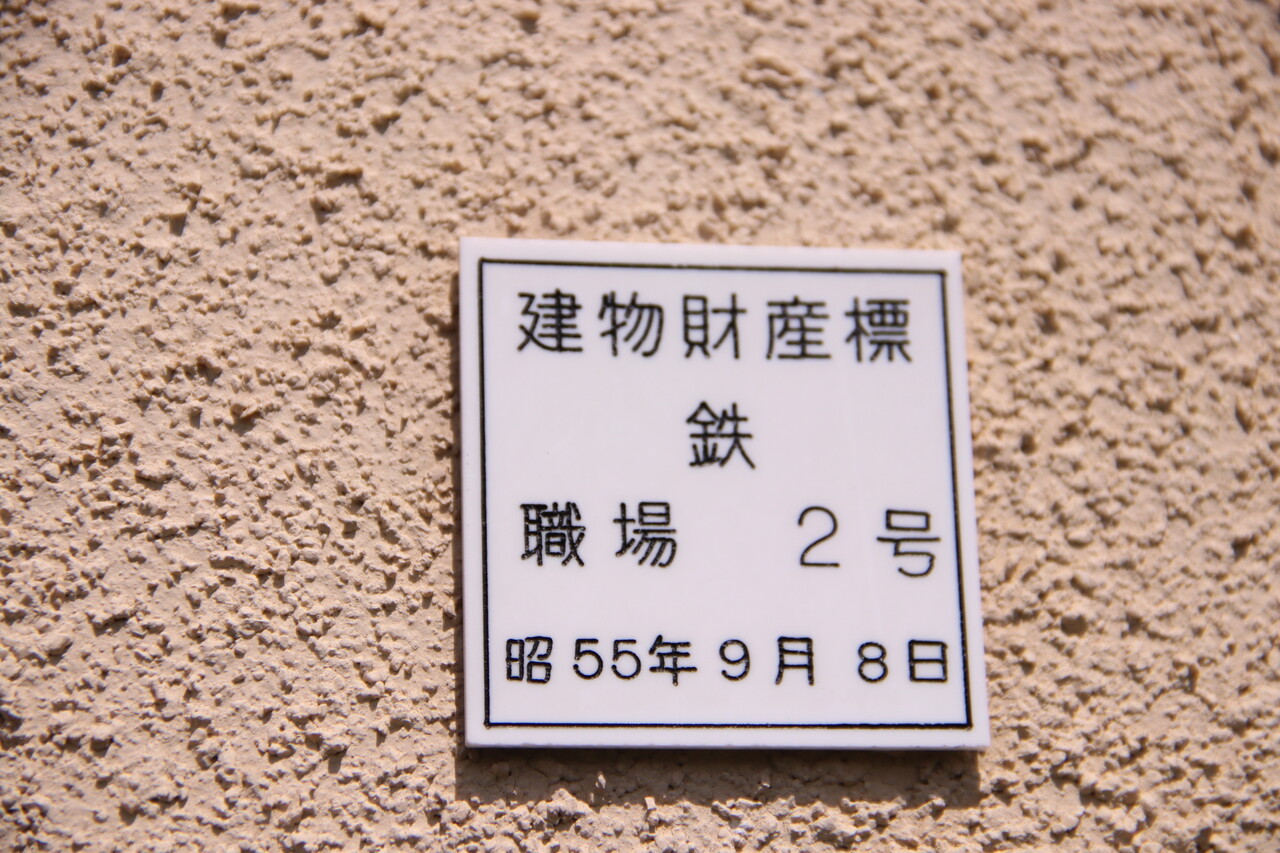 建物財産標
鉄
職場 2号
昭55年9月8日